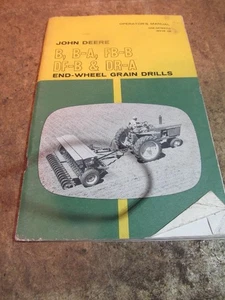 OPERATOR'S MANUAL
JOHN DEERE
B, B-A, FB-B
DF-B & DR-A
END-WHEEL GRAIN DRILLS